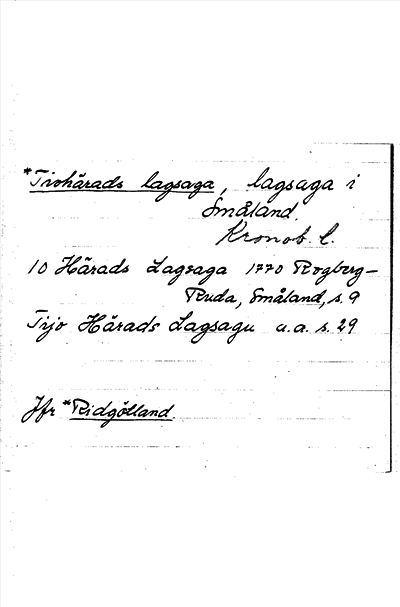 *Tiohärads lagsaga, lagsaga i
Småland.
Kronob. l.
10 Härads Lagsaga 1770 Rogberg-
Ruda, Småland, s. 9
Tijo Härads Lagsagu a.a. s. 29
Jfr *Ridgötland.